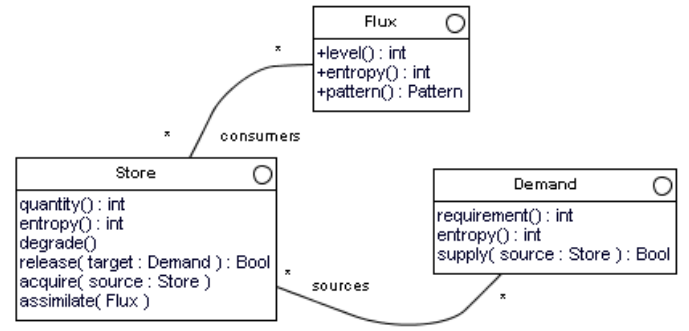 Flux
+level() : int
+entropy() : int
+pattern() : Pattern
*
*
consumers
Store
quantity() : int
entropy() : int
degrade()
release( target : Demand ) : Bool
acquire( source : Store )
assimilate( Flux )
Demand
requirement() : int
entropy() : int
supply( source : Store ) : Bool
*
sources
*